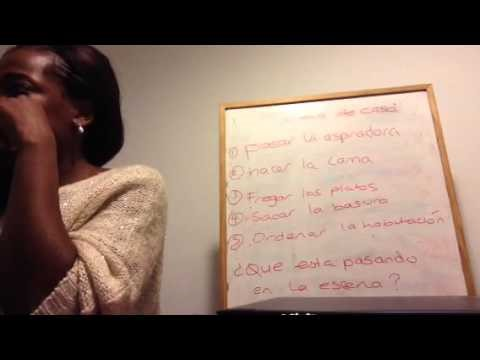 de casa
① pasar la aspiradora
② hacer la cama
③ Fregar los platos
④ Sacar la basura
⑤ Ordenar la habitación
¿Que esta pasando
en la escena?